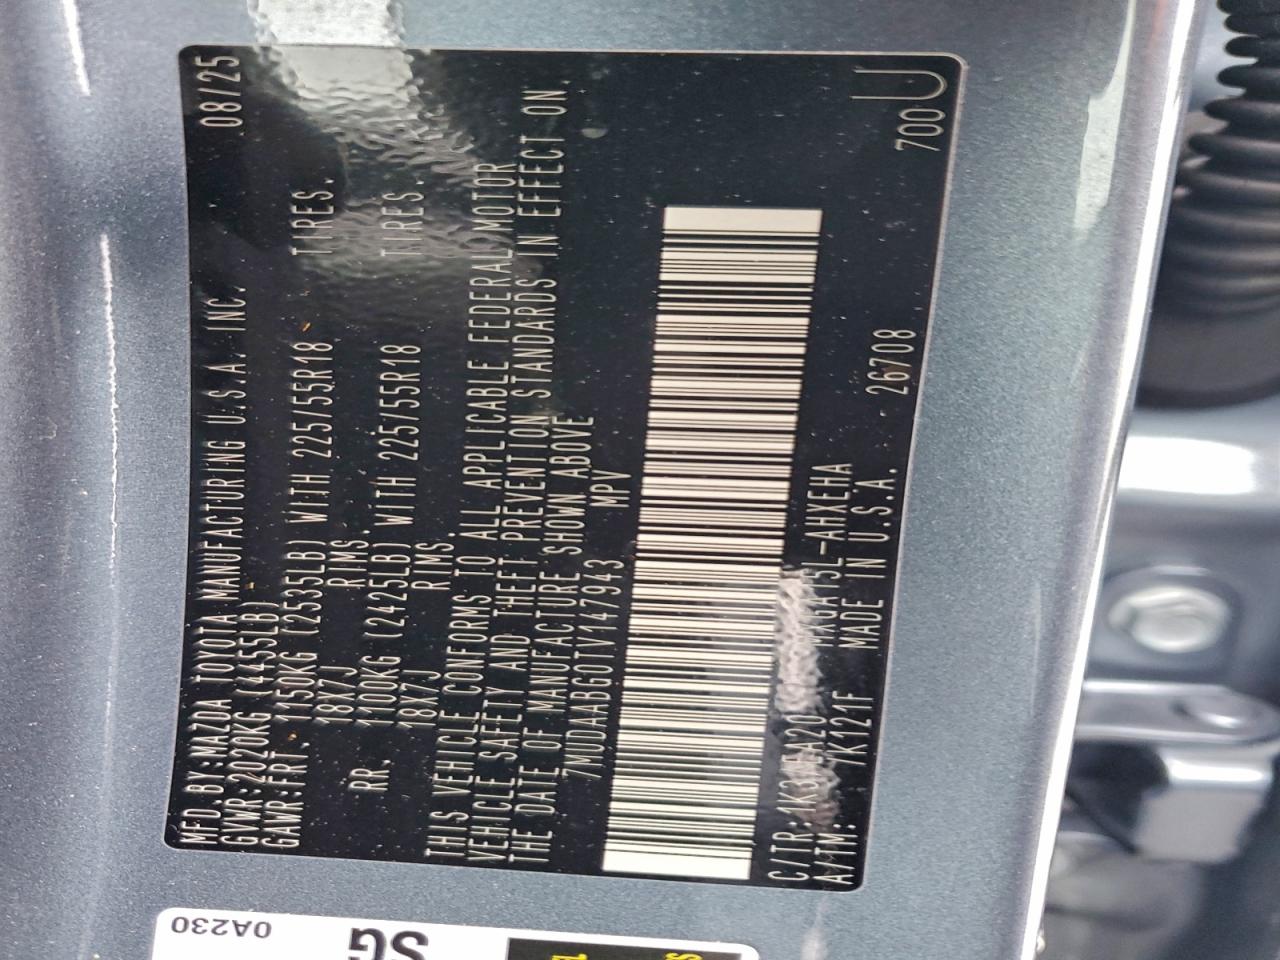 MFD.BY:MAZDA TOYOTA MANUFACTURING U.S.A. INC. 08/25
GVWR:2020KG (4455LB)
GAWR:FRT. 1150KG (2535LB) WITH 225/55R18 TIRES.
18X7J RIMS.
RR. 1100KG (2425LB) WITH 225/55R18 TIRES.
18X7J RIMS.
THIS VEHICLE CONFORMS TO ALL APPLICABLE FEDERAL MOTOR
VEHICLE SAFETY AND THEFT PREVENTION STANDARDS IN EFFECT ON
THE DATE OF MANUFACTURE SHOWN ABOVE
7MUDAABG0TV147943 MPV
C/TR: -AHXEHA 26708 700U
A/TM: 7K121F MADE IN U.S.A.
0A230
SG